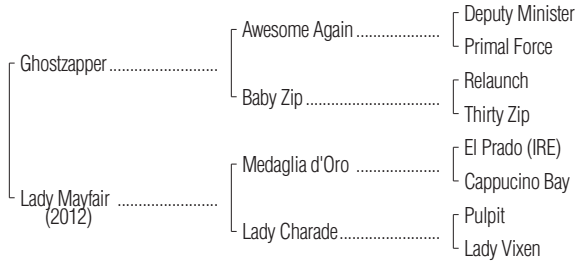 Deputy Minister
Awesome Again ....................
Primal Force
Ghostzapper ..........................
Relaunch
Baby Zip ................................
Thirty Zip
El Prado (IRE)
Medaglia d'Oro ....................
Cappucino Bay
Lady Mayfair ........................
(2012)
Pulpit
Lady Charade........................
Lady Vixen